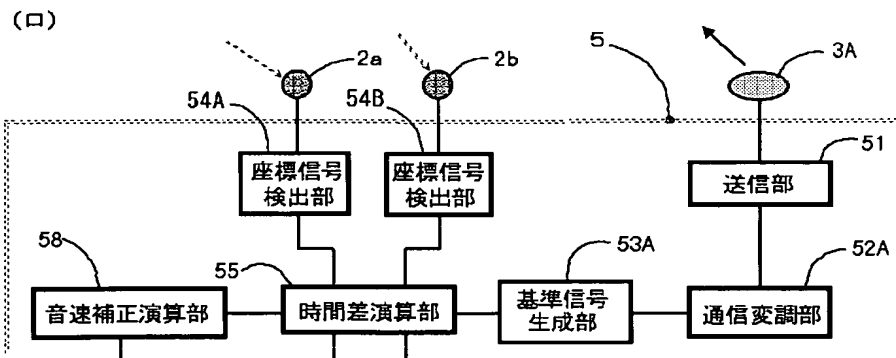 (ロ)
2a
2b
5
3A
54A
54B
51
座標信号
検出部
座標信号
検出部
送信部
58
55
53A
52A
音速補正演算部
時間差演算部
基準信号
生成部
通信変調部